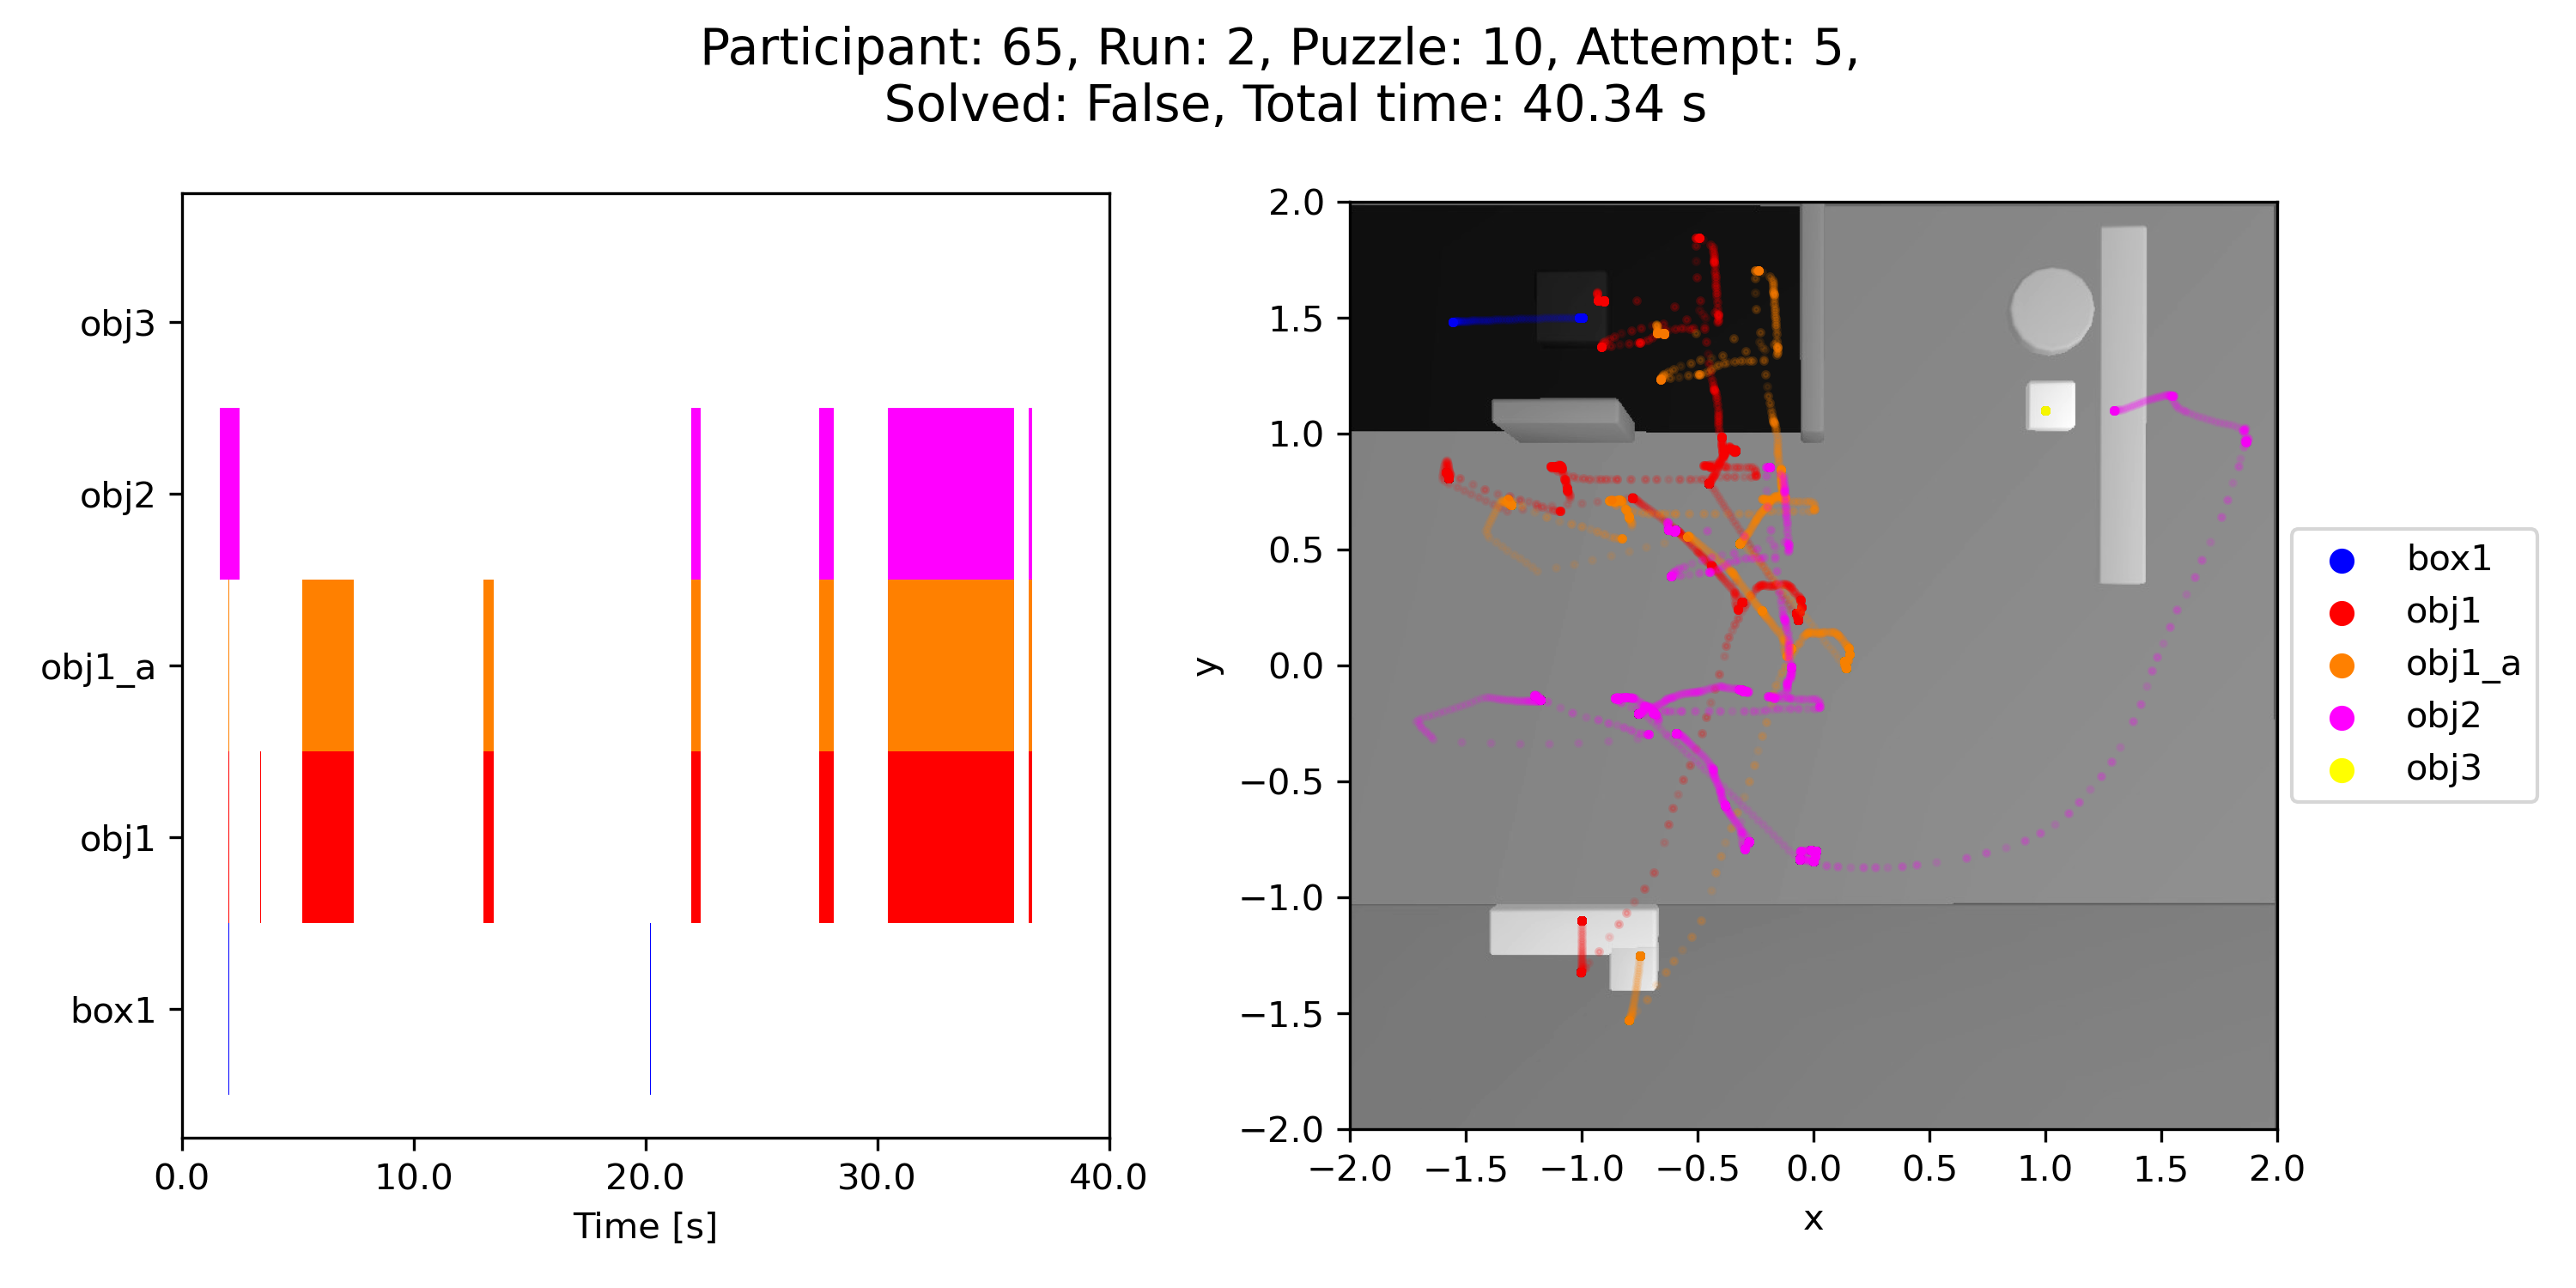 Participant: 65, Run: 2, Puzzle: 10, Attempt: 5,
Solved: False, Total time: 40.34 s
obj3
obj2
obj1_a
obj1
box1
0.0 10.0 20.0 30.0 40.0
Time [s]
2.0
1.5
1.0
0.5
0.0
−0.5
−1.0
−1.5
−2.0
y
−2.0 −1.5 −1.0 −0.5 0.0 0.5 1.0 1.5 2.0
x
box1
obj1
obj1_a
obj2
obj3